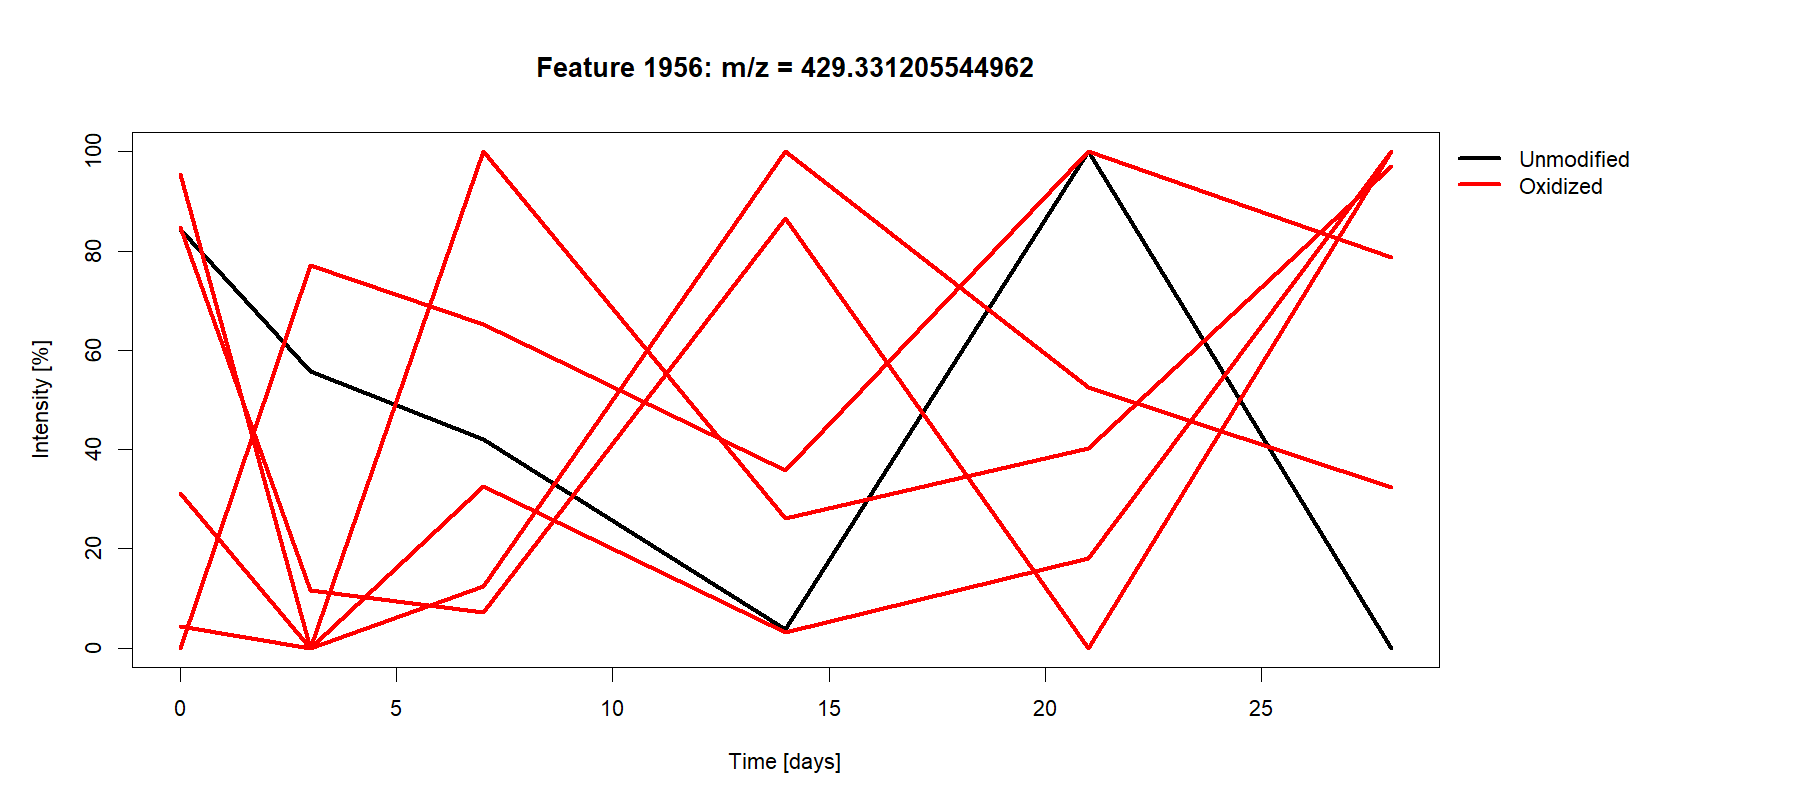 Feature 1956: m/z = 429.331205544962
Unmodified
Oxidized
Intensity [%]
100
80
60
40
20
0
0 5 10 15 20 25
Time [days]